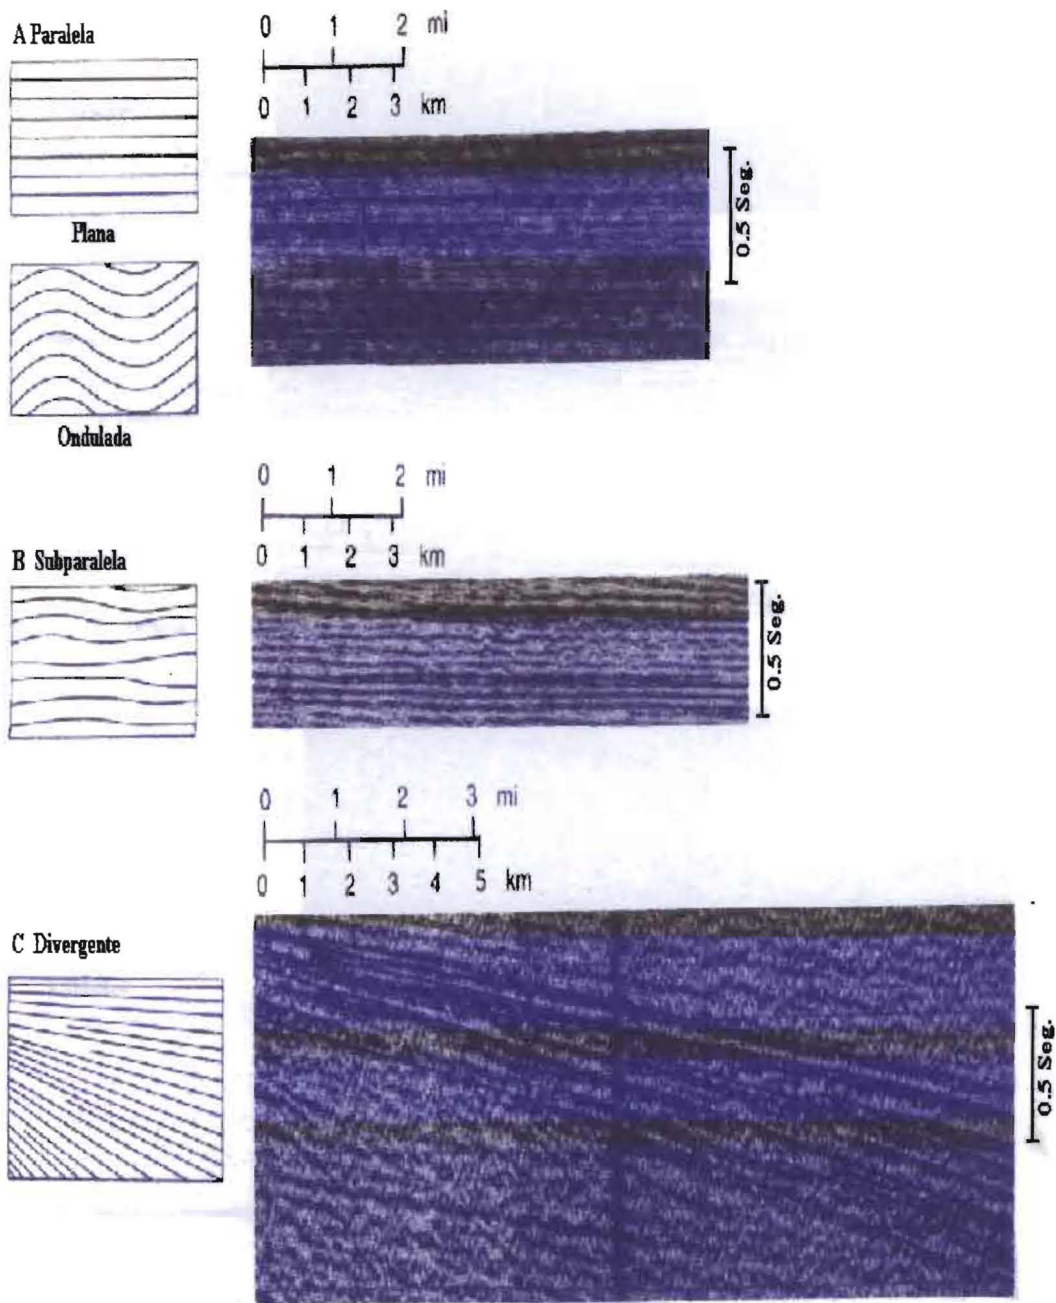 A Paralela
0 1 2 mi
0 1 2 3 km
0.5 Seg.
Plana
Ondulada
0 1 2 mi
0 1 2 3 km
B Subparalela
0.5 Seg.
0 1 2 3 mi
0 1 2 3 4 5 km
C Divergente
0.5 Seg.